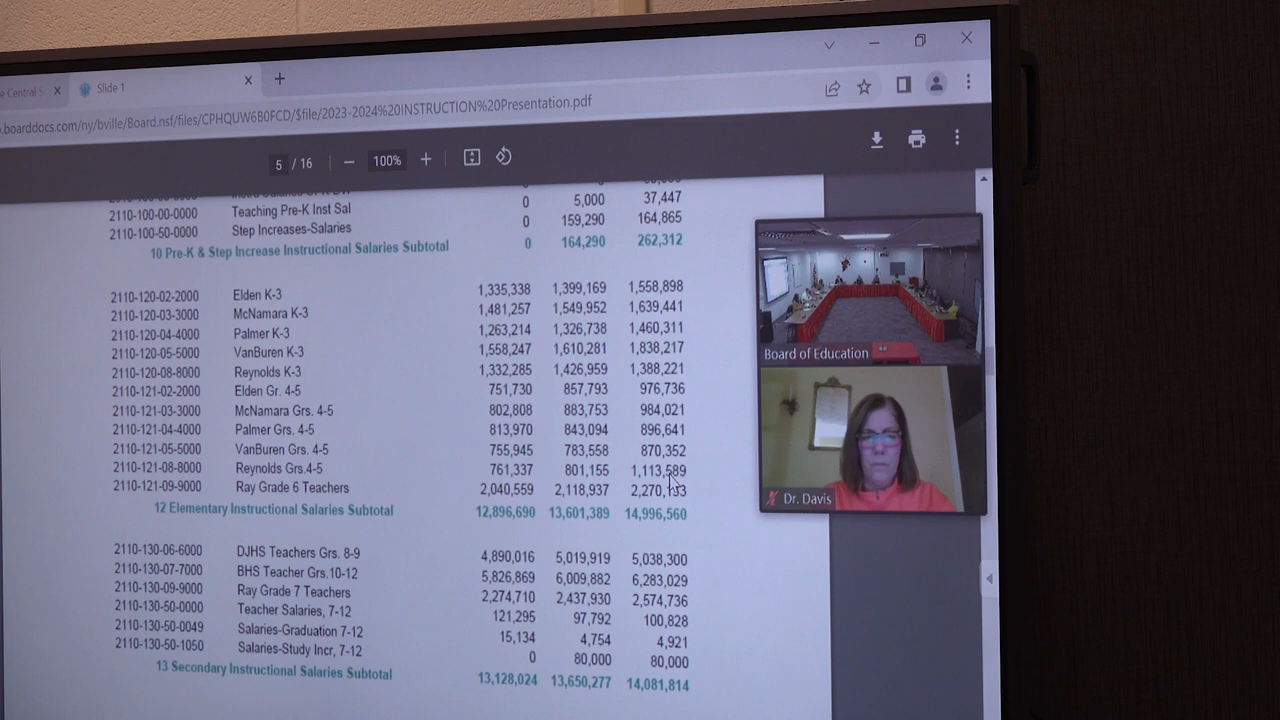 e Central S
Slide 1
boarddocs.com/ny/bville/Board.nsf/files/CPHQUW6B0FCD/$file/2023-2024%20INSTRUCTION%20Presentation.pdf
5 / 16 100%
2110-100-00-0000 Teaching Pre-K Inst Sal 0 5,000 37,447
2110-100-50-0000 Step Increases-Salaries 0 159,290 164,865
10 Pre-K & Step Increase Instructional Salaries Subtotal 0 164,290 262,312
2110-120-02-2000 Elden K-3 1,335,338 1,399,169 1,558,898
2110-120-03-3000 McNamara K-3 1,481,257 1,549,952 1,639,441
2110-120-04-4000 Palmer K-3 1,263,214 1,326,738 1,460,311
2110-120-05-5000 VanBuren K-3 1,558,247 1,610,281 1,838,217
2110-120-08-8000 Reynolds K-3 1,332,285 1,426,959 1,388,221
2110-121-02-2000 Elden Gr. 4-5 751,730 857,793 976,736
2110-121-03-3000 McNamara Grs. 4-5 802,808 883,753 984,021
2110-121-04-4000 Palmer Grs. 4-5 813,970 843,094 896,641
2110-121-05-5000 VanBuren Grs. 4-5 755,945 783,558 870,352
2110-121-08-8000 Reynolds Grs.4-5 761,337 801,155 1,113,589
2110-121-09-9000 Ray Grade 6 Teachers 2,040,559 2,118,937 2,270,133
12 Elementary Instructional Salaries Subtotal 12,896,690 13,601,389 14,996,560
2110-130-06-6000 DJHS Teachers Grs. 8-9 4,890,016 5,019,919 5,038,300
2110-130-07-7000 BHS Teacher Grs.10-12 5,826,869 6,009,882 6,283,029
2110-130-09-9000 Ray Grade 7 Teachers 2,274,710 2,437,930 2,574,736
2110-130-50-0000 Teacher Salaries, 7-12 121,295 97,792 100,828
2110-130-50-0049 Salaries-Graduation 7-12 15,134 4,754 4,921
2110-130-50-1050 Salaries-Study Incr, 7-12 0 80,000 80,000
13 Secondary Instructional Salaries Subtotal 13,128,024 13,650,277 14,081,814
Board of Education
Dr. Davis